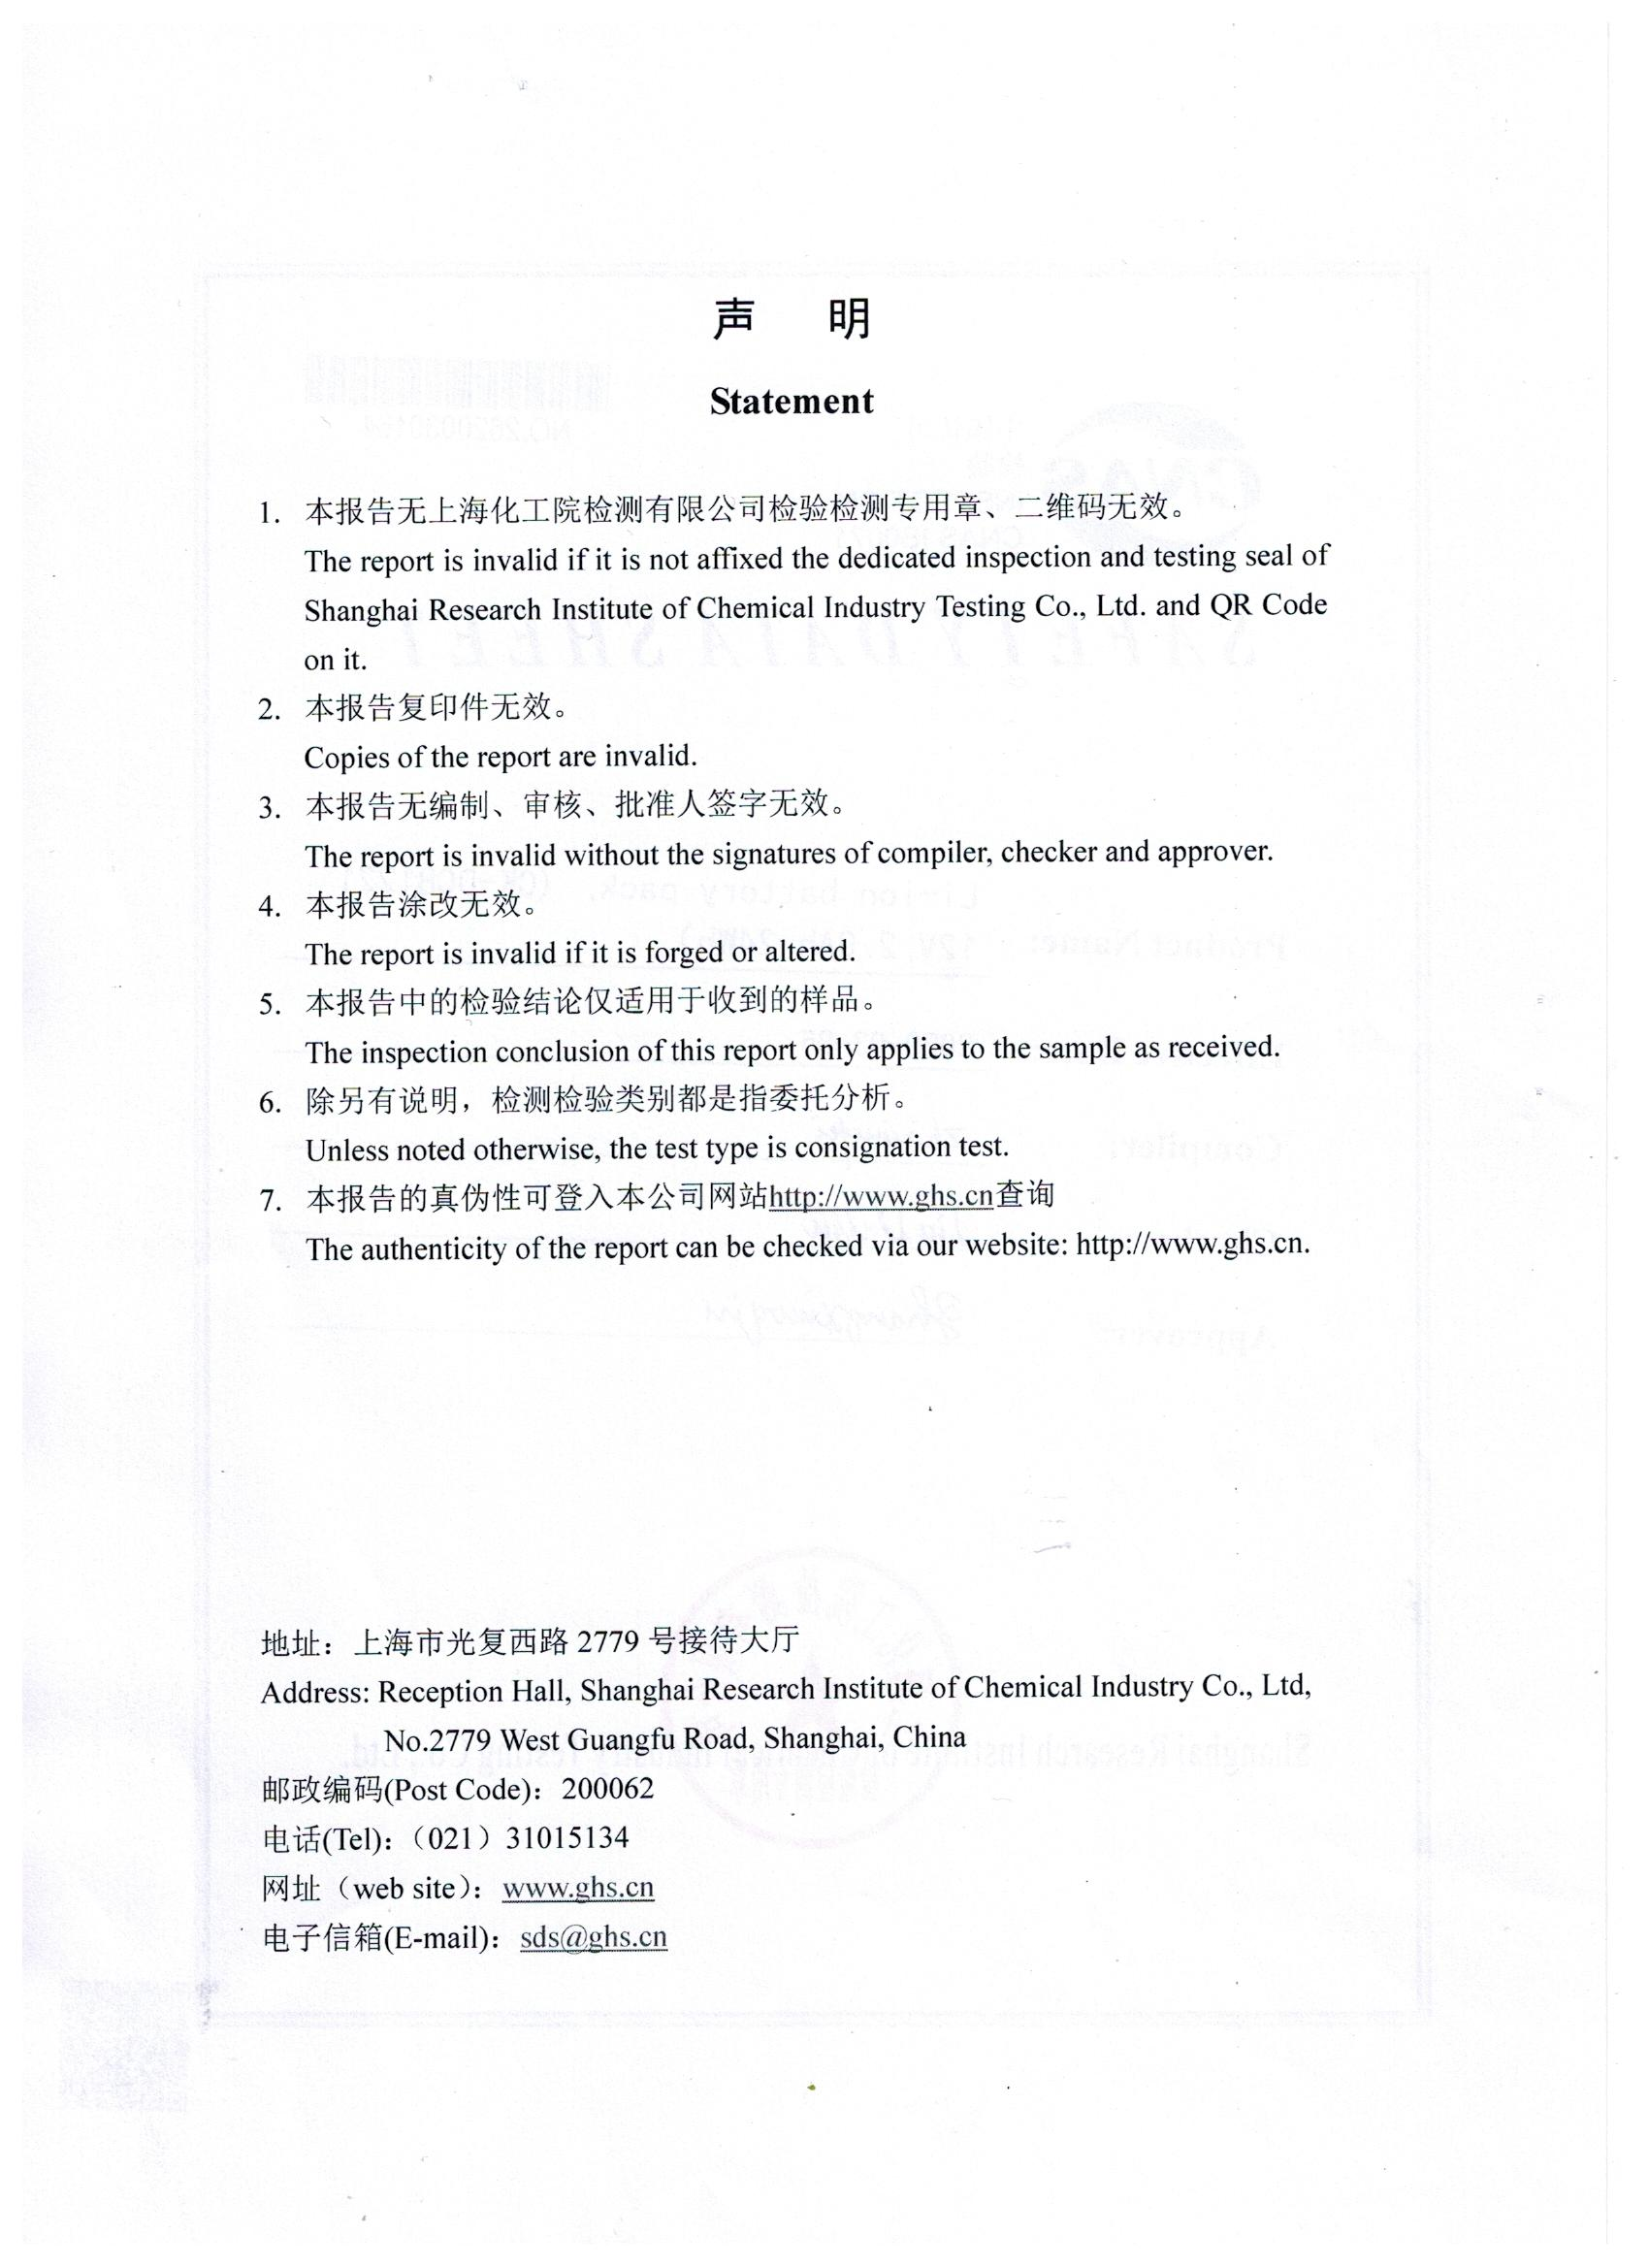 声 明
Statement
1. 本报告无上海化工院检测有限公司检验检测专用章、二维码无效。
The report is invalid if it is not affixed the dedicated inspection and testing seal of
Shanghai Research Institute of Chemical Industry Testing Co., Ltd. and QR Code
on it.
2. 本报告复印件无效。
Copies of the report are invalid.
3. 本报告无编制、审核、批准人签字无效。
The report is invalid without the signatures of compiler, checker and approver.
4. 本报告涂改无效。
The report is invalid if it is forged or altered.
5. 本报告中的检验结论仅适用于收到的样品。
The inspection conclusion of this report only applies to the sample as received.
6. 除另有说明，检测检验类别都是指委托分析。
Unless noted otherwise, the test type is consignation test.
7. 本报告的真伪性可登入本公司网站http://www.ghs.cn查询
The authenticity of the report can be checked via our website: http://www.ghs.cn.
地址：上海市光复西路 2779 号接待大厅
Address: Reception Hall, Shanghai Research Institute of Chemical Industry Co., Ltd,
No.2779 West Guangfu Road, Shanghai, China
邮政编码(Post Code)：200062
电话(Tel)：（021）31015134
网址（web site）：www.ghs.cn
电子信箱(E-mail)：sds@ghs.cn